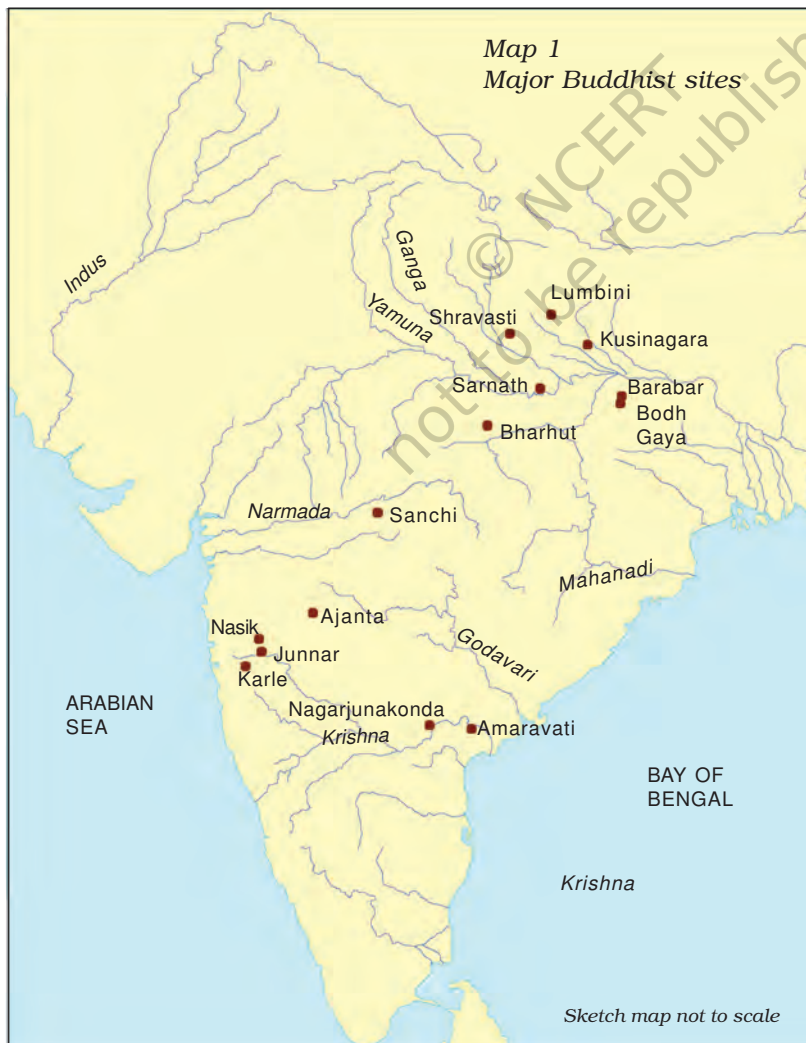 Map 1
Major Buddhist sites
© NCERT
not to be republish
Indus
Ganga
Yamuna
Lumbini
Shravasti
Kusinagara
Sarnath
Barabar
Bodh
Gaya
Bharhut
Narmada
Sanchi
Mahanadi
Ajanta
Nasik
Junnar
Karle
Godavari
ARABIAN
SEA
Nagarjunakonda
Krishna
Amaravati
BAY OF
BENGAL
Krishna
Sketch map not to scale